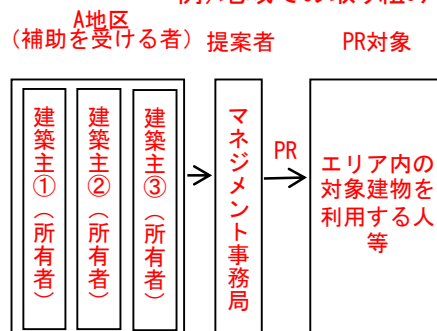 A地区
(補助を受ける者)
提案者
PR対象
建築主①(所有者)
建築主②(所有者)
建築主③(所有者)
マネジメント事務局
PR
エリア内の
対象建物を
利用する人
等